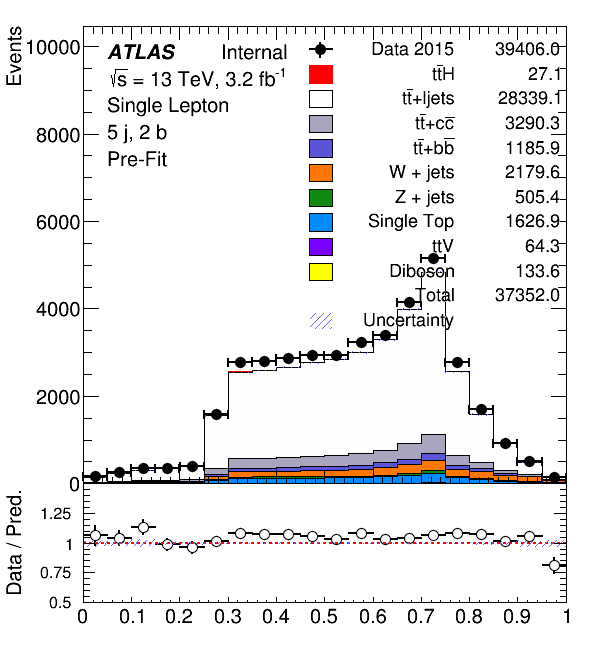 Events
10000
8000
6000
4000
2000
0
ATLAS Internal
√s = 13 TeV, 3.2 fb⁻¹
Single Lepton
5 j, 2 b
Pre-Fit
Data 2015 39406.0
tt̄H 27.1
tt̄+ljets 28339.1
tt̄+cc̄ 3290.3
tt̄+bb̄ 1185.9
W + jets 2179.6
Z + jets 505.4
Single Top 1626.9
ttV 64.3
Diboson 133.6
Total 37352.0
Uncertainty
Data / Pred.
1.25
1
0.75
0.5
0 0.1 0.2 0.3 0.4 0.5 0.6 0.7 0.8 0.9 1